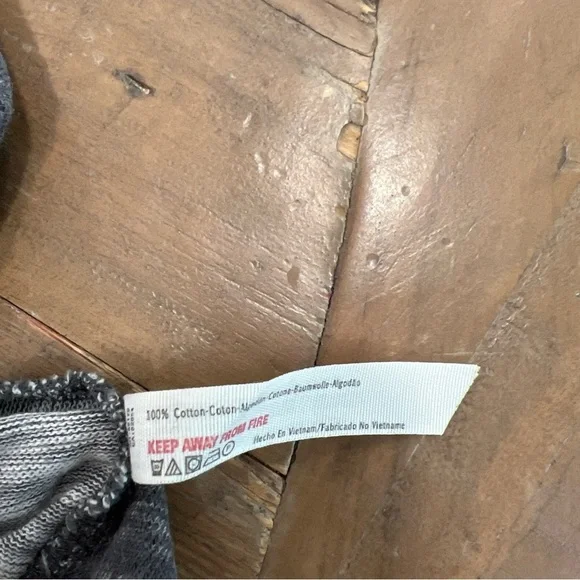 100% Cotton-Coton-Algodón-Cotone-Baumwolle-Algodão
KEEP AWAY FROM FIRE
Hecho En Vietnam/Fabricado No Vietname